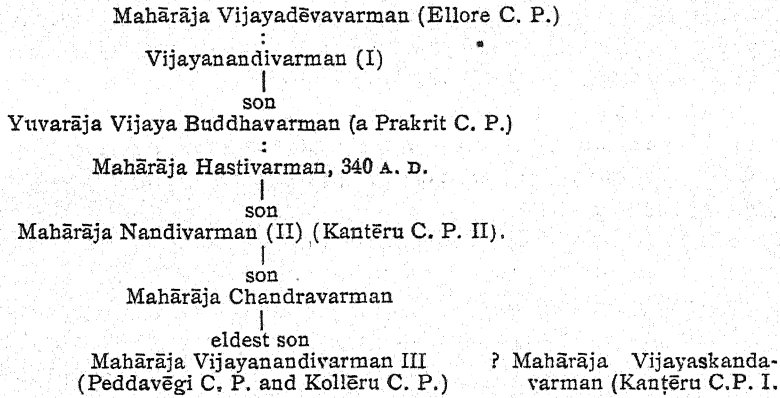 Mahārāja Vijayadēvavarman (Ellore C. P.)
:
Vijayanandivarman (I)
|
son
Yuvarāja Vijaya Buddhavarman (a Prakrit C. P.)
:
Mahārāja Hastivarman, 340 A. D.
|
son
Mahārāja Nandivarman (II) (Kantēru C. P. II).
|
son
Mahārāja Chandravarman
|
eldest son
Mahārāja Vijayanandivarman III ? Mahārāja Vijayaskanda-
(Peddavēgi C. P. and Kollēru C. P.) varman (Kanṭēru C.P. I.